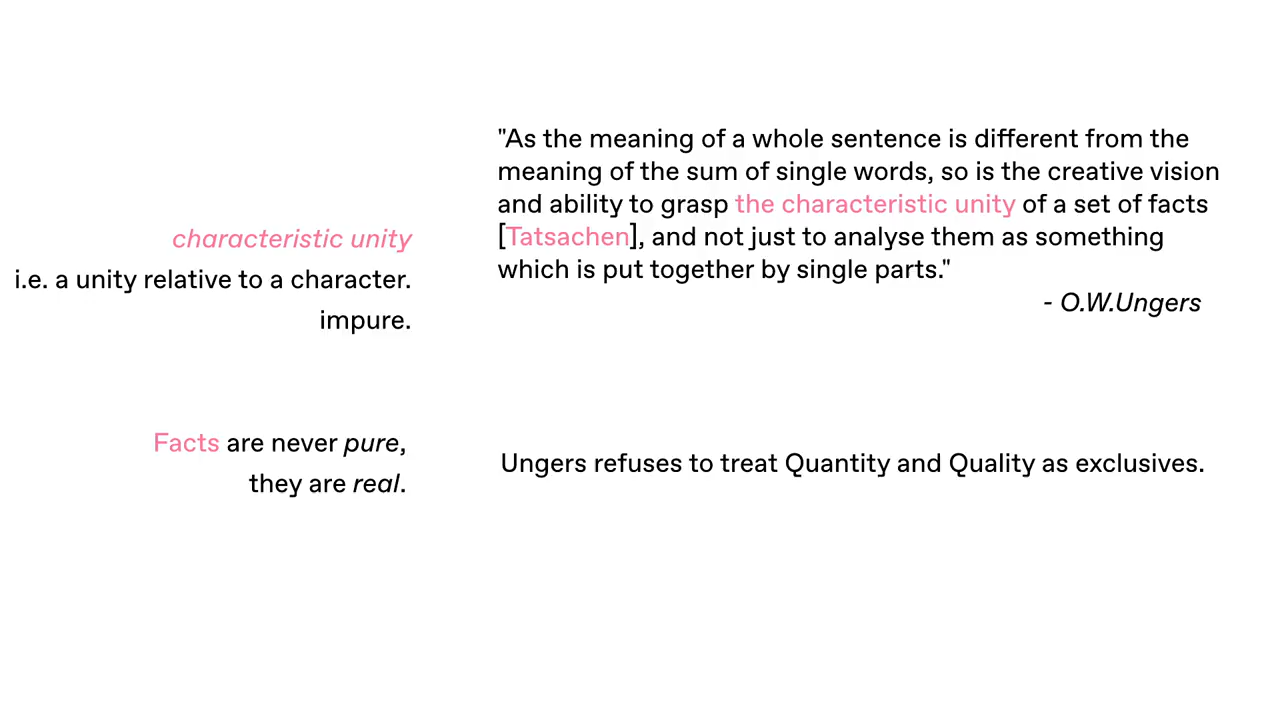 characteristic unity
i.e. a unity relative to a character.
impure.
"As the meaning of a whole sentence is different from the
meaning of the sum of single words, so is the creative vision
and ability to grasp the characteristic unity of a set of facts
[Tatsachen], and not just to analyse them as something
which is put together by single parts."
- O.W.Ungers
Facts are never pure,
they are real.
Ungers refuses to treat Quantity and Quality as exclusives.